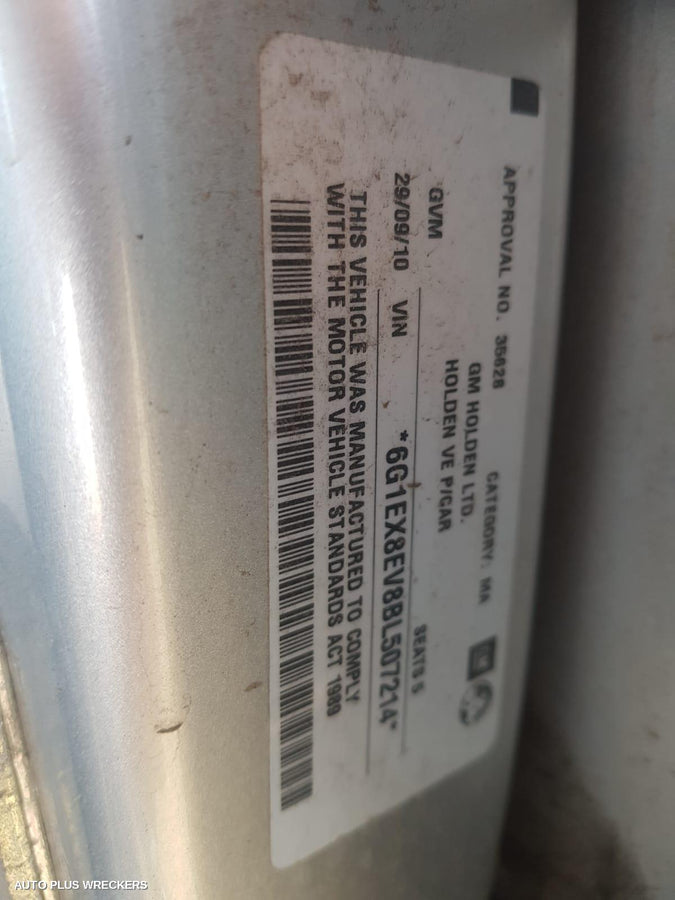 APPROVAL NO. 35628 CATEGORY: MA
GM HOLDEN LTD.
HOLDEN VE P/CAR
GVM SEATS 5
29/09/10 VIN *6G1EX8EV8BL507214*
THIS VEHICLE WAS MANUFACTURED TO COMPLY
WITH THE MOTOR VEHICLE STANDARDS ACT 1989
AUTO PLUS WRECKERS